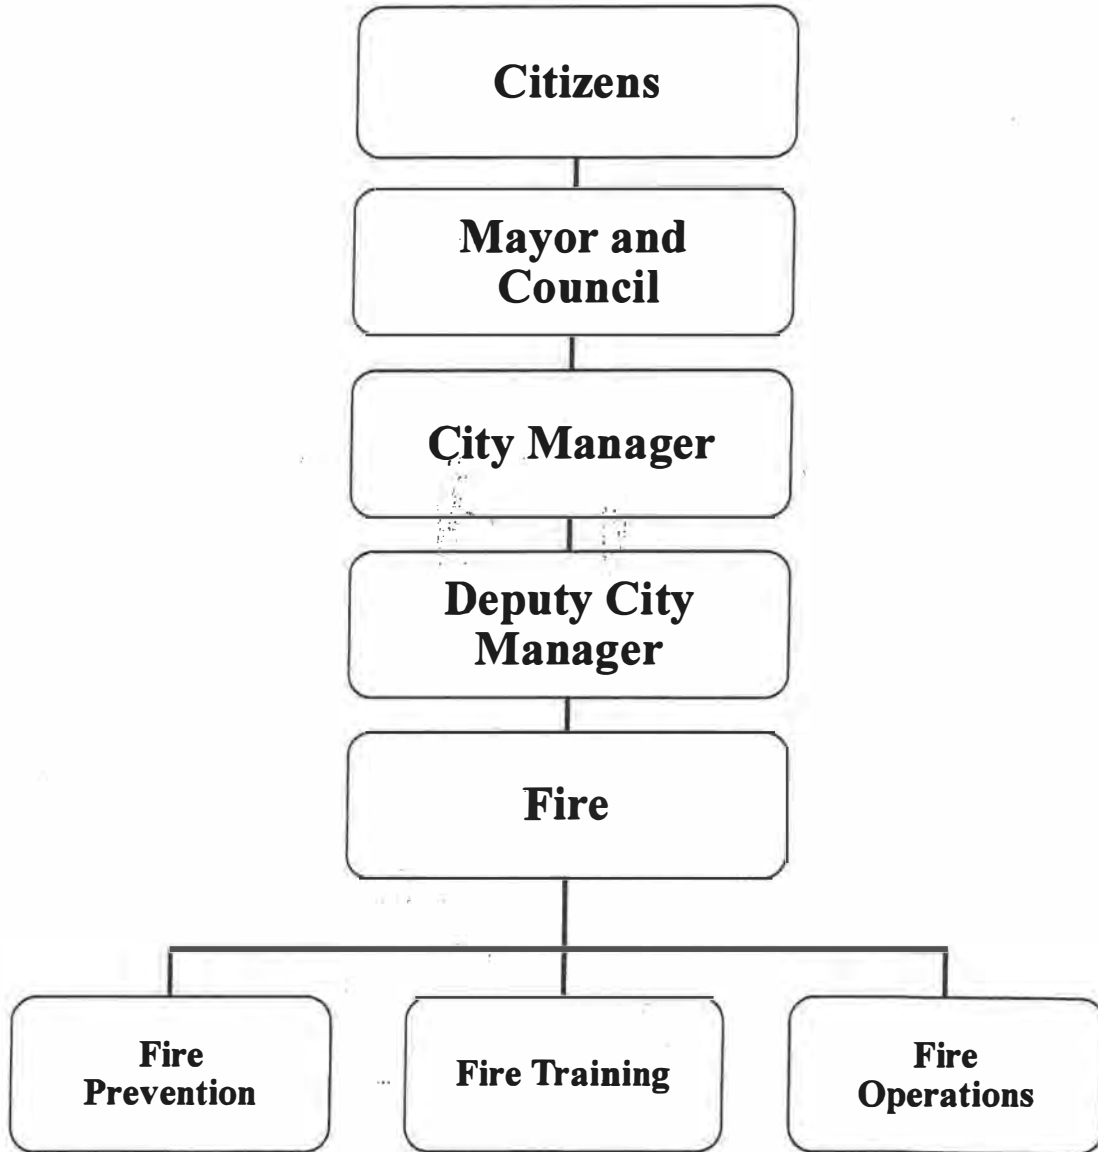 Citizens
Mayor and
Council
City Manager
Deputy City
Manager
Fire
Fire
Prevention
Fire Training
Fire
Operations